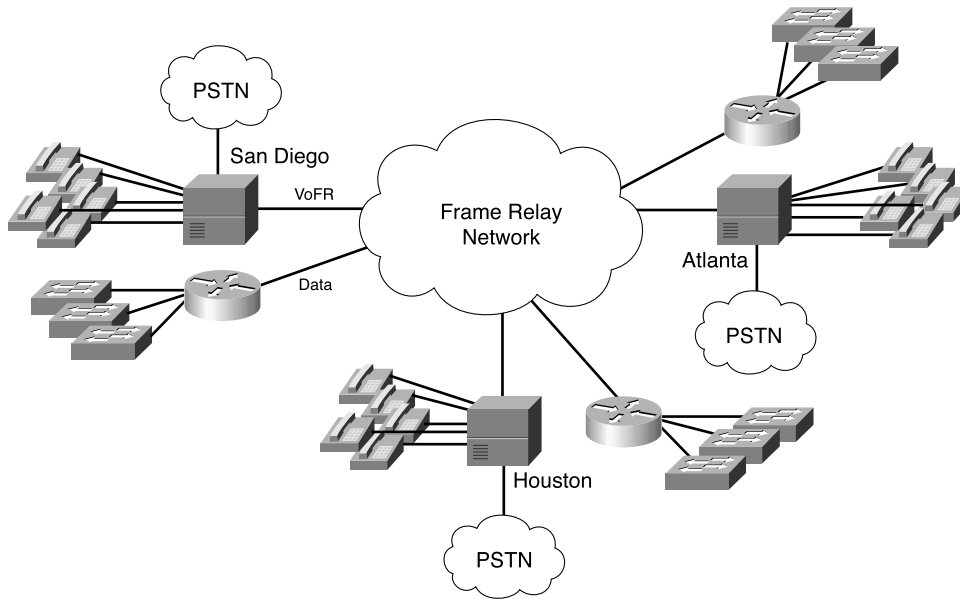 PSTN
San Diego
VoFR
Frame Relay
Network
Data
Atlanta
PSTN
Houston
PSTN